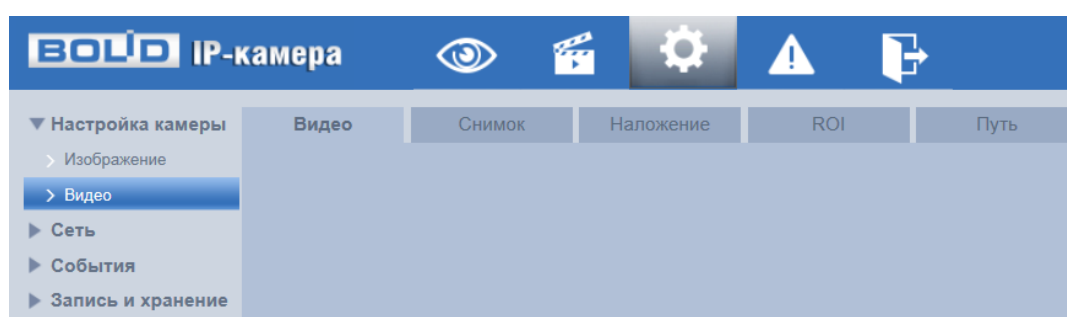 BOLID IP-камера
Настройка камеры
Изображение
Видео
Сеть
События
Запись и хранение
Видео Снимок Наложение ROI Путь